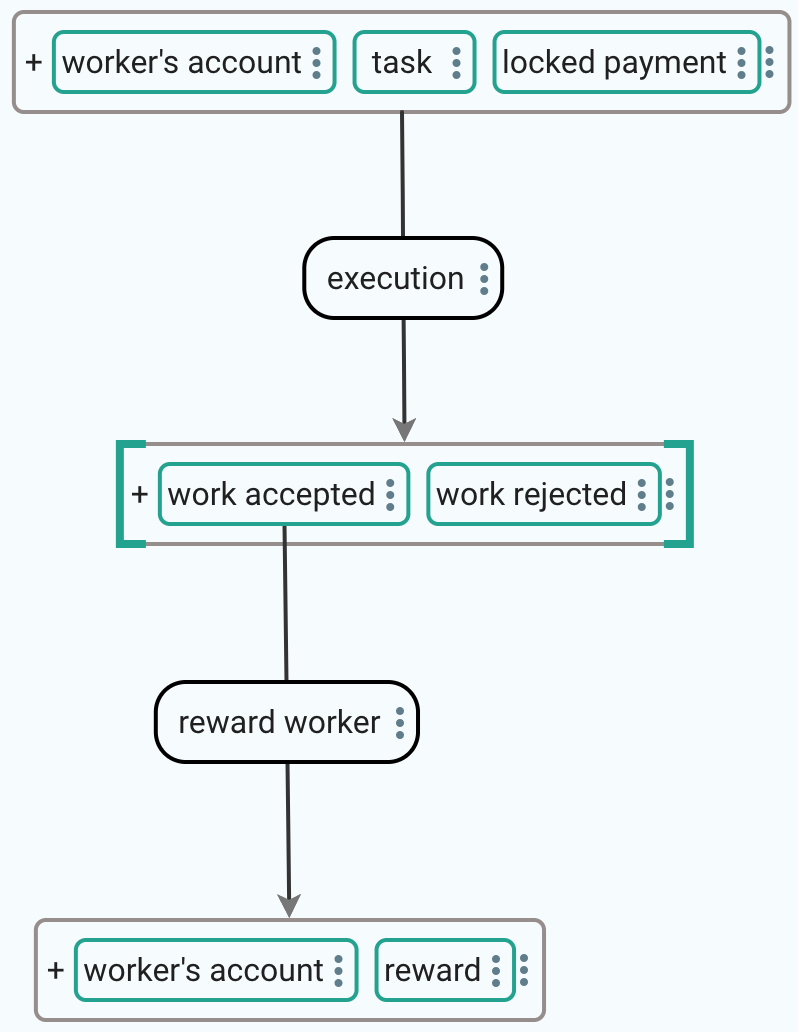 + worker's account task locked payment
execution
+ work accepted work rejected
reward worker
+ worker's account reward